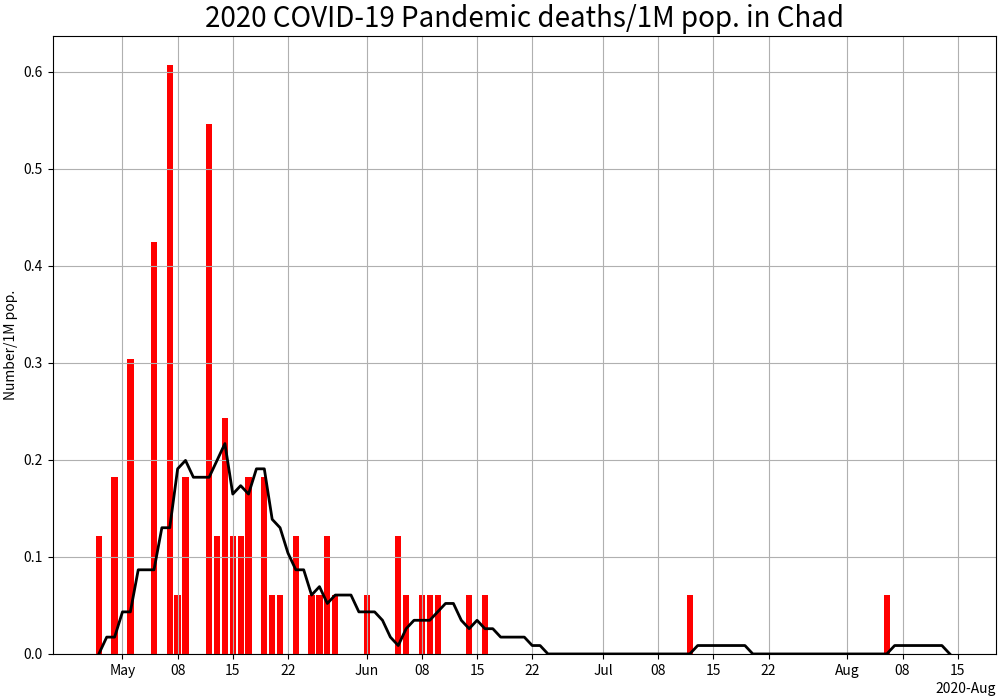 2020 COVID-19 Pandemic deaths/1M pop. in Chad
Number/1M pop.
0.6
0.5
0.4
0.3
0.2
0.1
0.0
May 08 15 22 Jun 08 15 22 Jul 08 15 22 Aug 08 15
2020-Aug